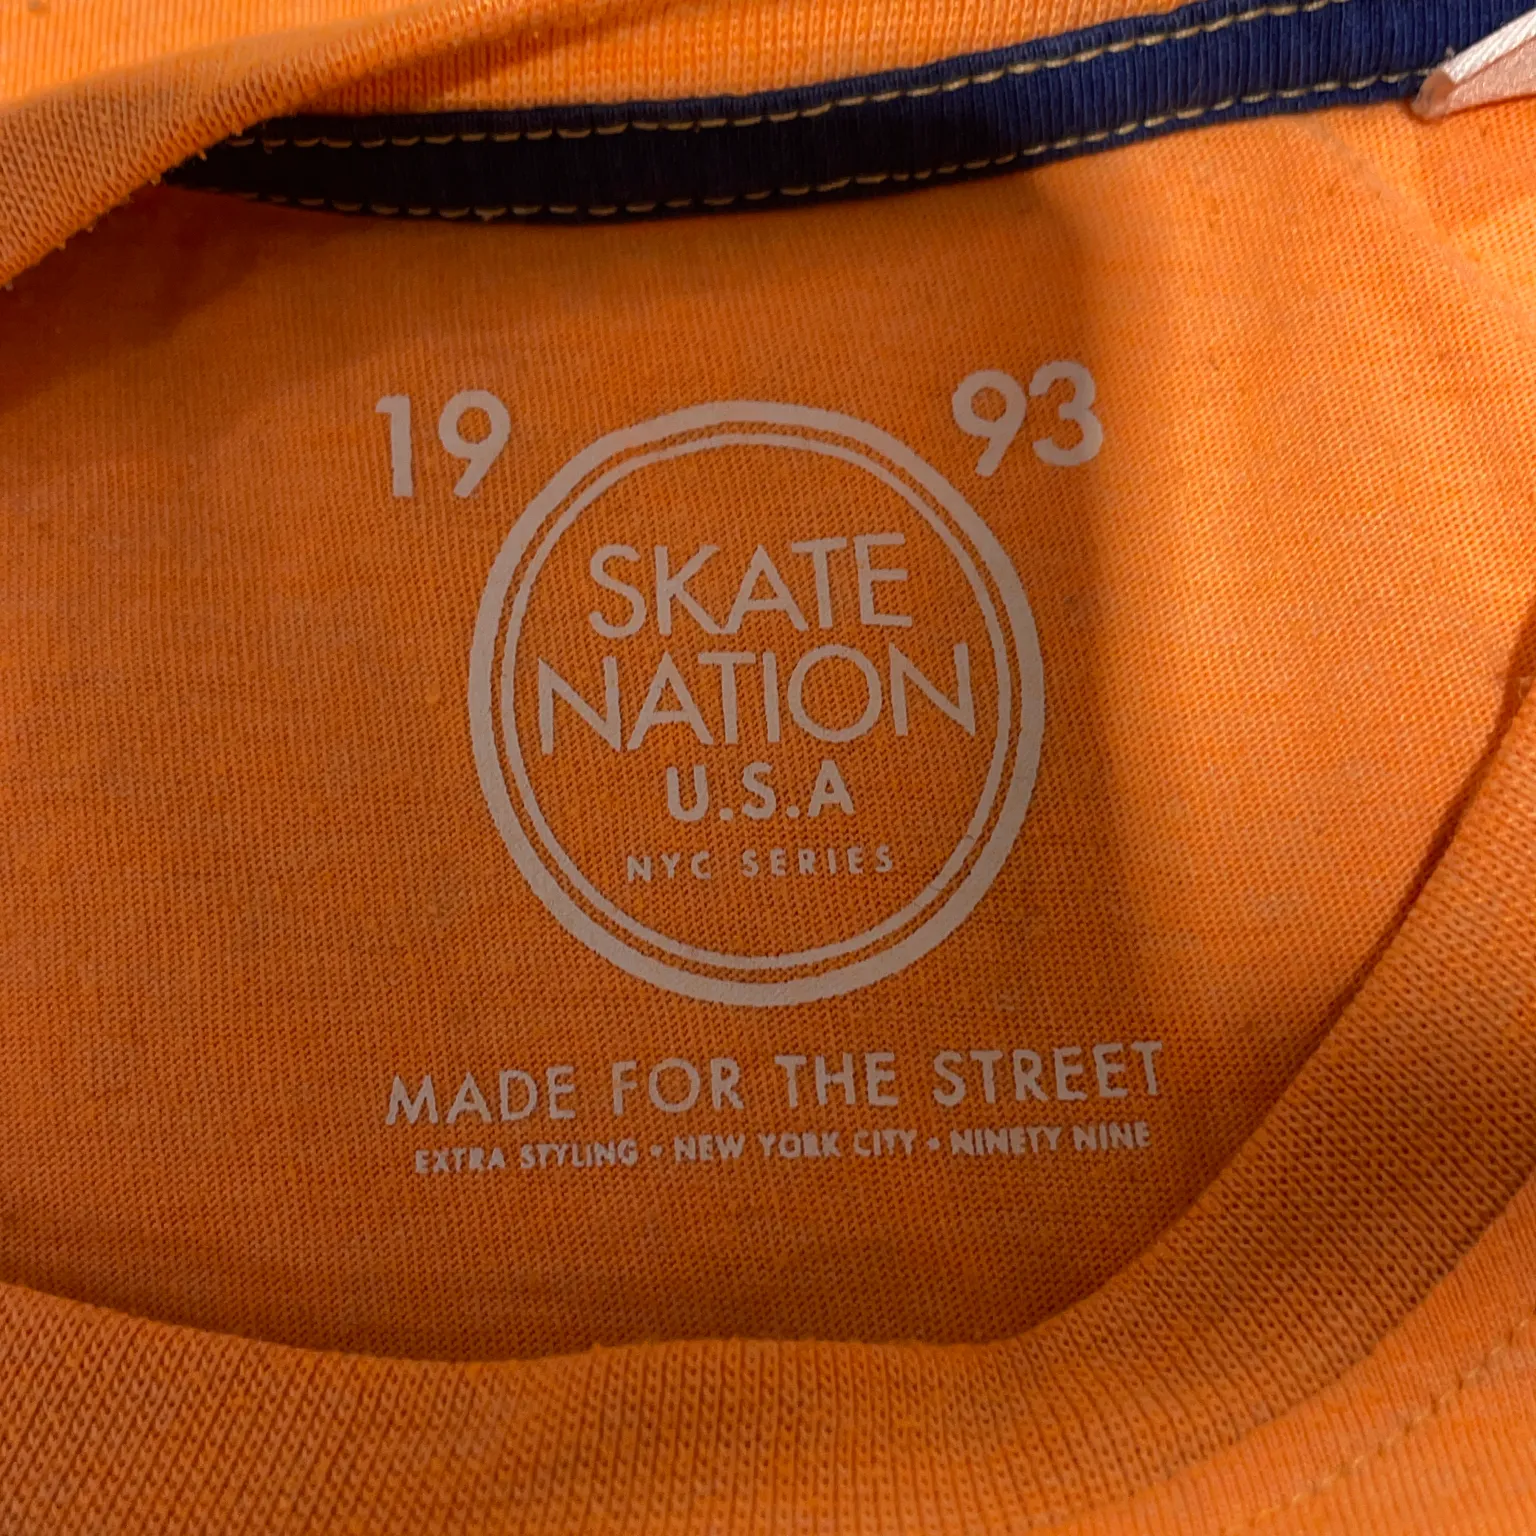 19 93
SKATE
NATION
U.S.A
NYC SERIES
MADE FOR THE STREET
EXTRA STYLING • NEW YORK CITY • NINETY NINE